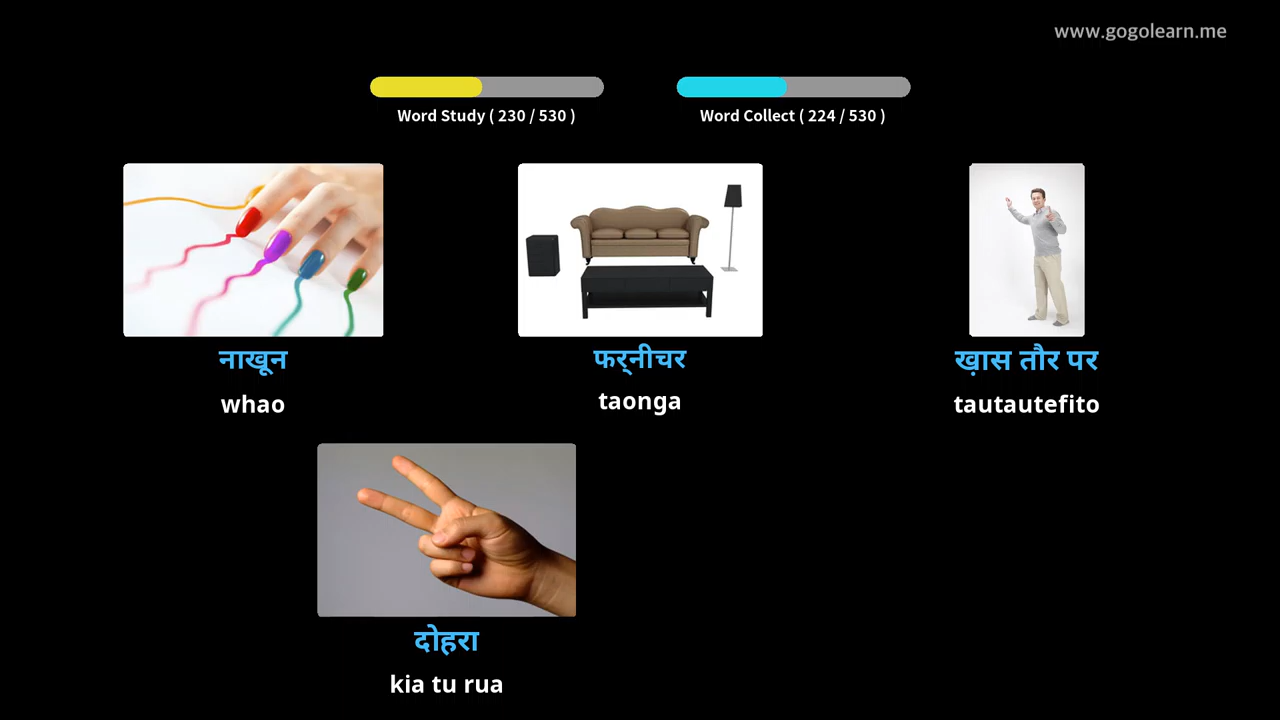 www.gogolearn.me
Word Study ( 230 / 530 )
Word Collect ( 224 / 530 )
नाखून
फर्नीचर
ख़ास तौर पर
whao
taonga
tautautefito
दोहरा
kia tu rua